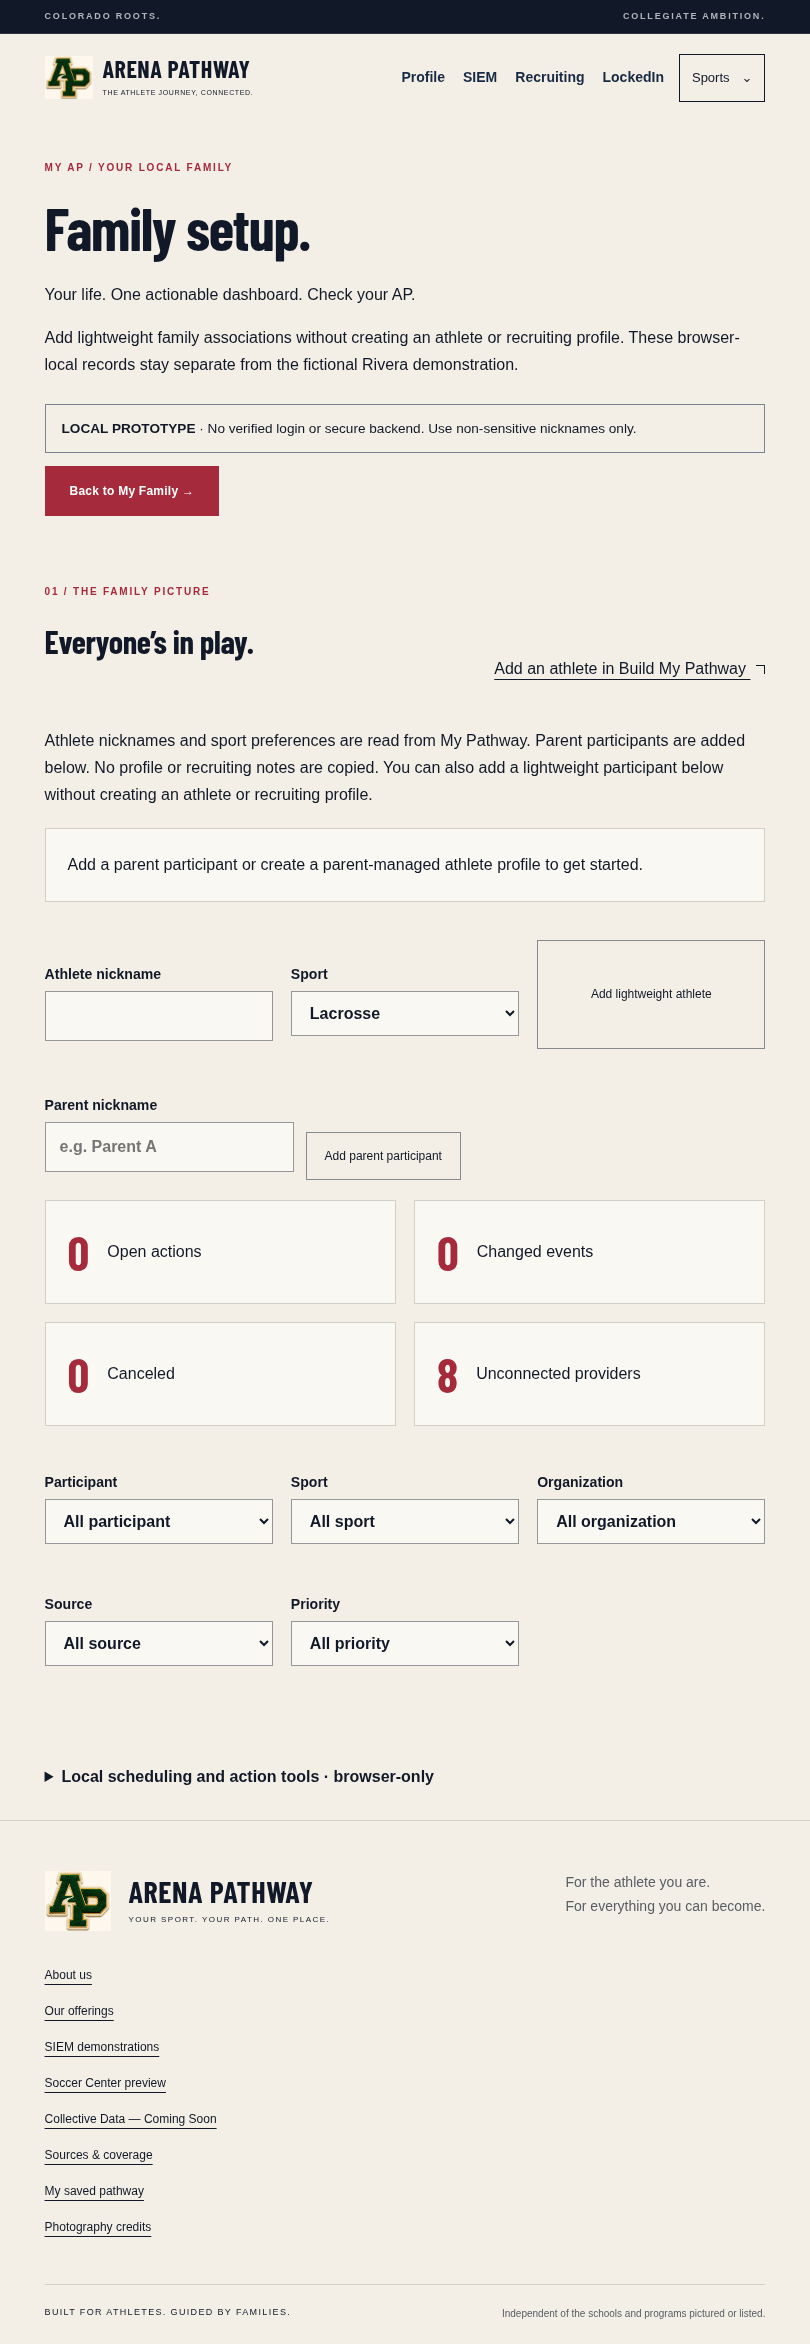 COLORADO ROOTS.
COLLEGIATE AMBITION.
AP
ARENA PATHWAY
THE ATHLETE JOURNEY, CONNECTED.
Profile
SIEM
Recruiting
LockedIn
Sports
MY AP / YOUR LOCAL FAMILY
Family setup.
Your life. One actionable dashboard. Check your AP.
Add lightweight family associations without creating an athlete or recruiting profile. These browser-
local records stay separate from the fictional Rivera demonstration.
LOCAL PROTOTYPE · No verified login or secure backend. Use non-sensitive nicknames only.
Back to My Family →
01 / THE FAMILY PICTURE
Everyone’s in play.
Add an athlete in Build My Pathway
Athlete nicknames and sport preferences are read from My Pathway. Parent participants are added
below. No profile or recruiting notes are copied. You can also add a lightweight participant below
without creating an athlete or recruiting profile.
Add a parent participant or create a parent-managed athlete profile to get started.
Athlete nickname
Sport
Lacrosse
Add lightweight athlete
Parent nickname
e.g. Parent A
Add parent participant
0 Open actions
0 Changed events
0 Canceled
8 Unconnected providers
Participant
Sport
Organization
All participant
All sport
All organization
Source
Priority
All source
All priority
Local scheduling and action tools · browser-only
AP
ARENA PATHWAY
YOUR SPORT. YOUR PATH. ONE PLACE.
For the athlete you are.
For everything you can become.
About us
Our offerings
SIEM demonstrations
Soccer Center preview
Collective Data — Coming Soon
Sources & coverage
My saved pathway
Photography credits
BUILT FOR ATHLETES. GUIDED BY FAMILIES.
Independent of the schools and programs pictured or listed.